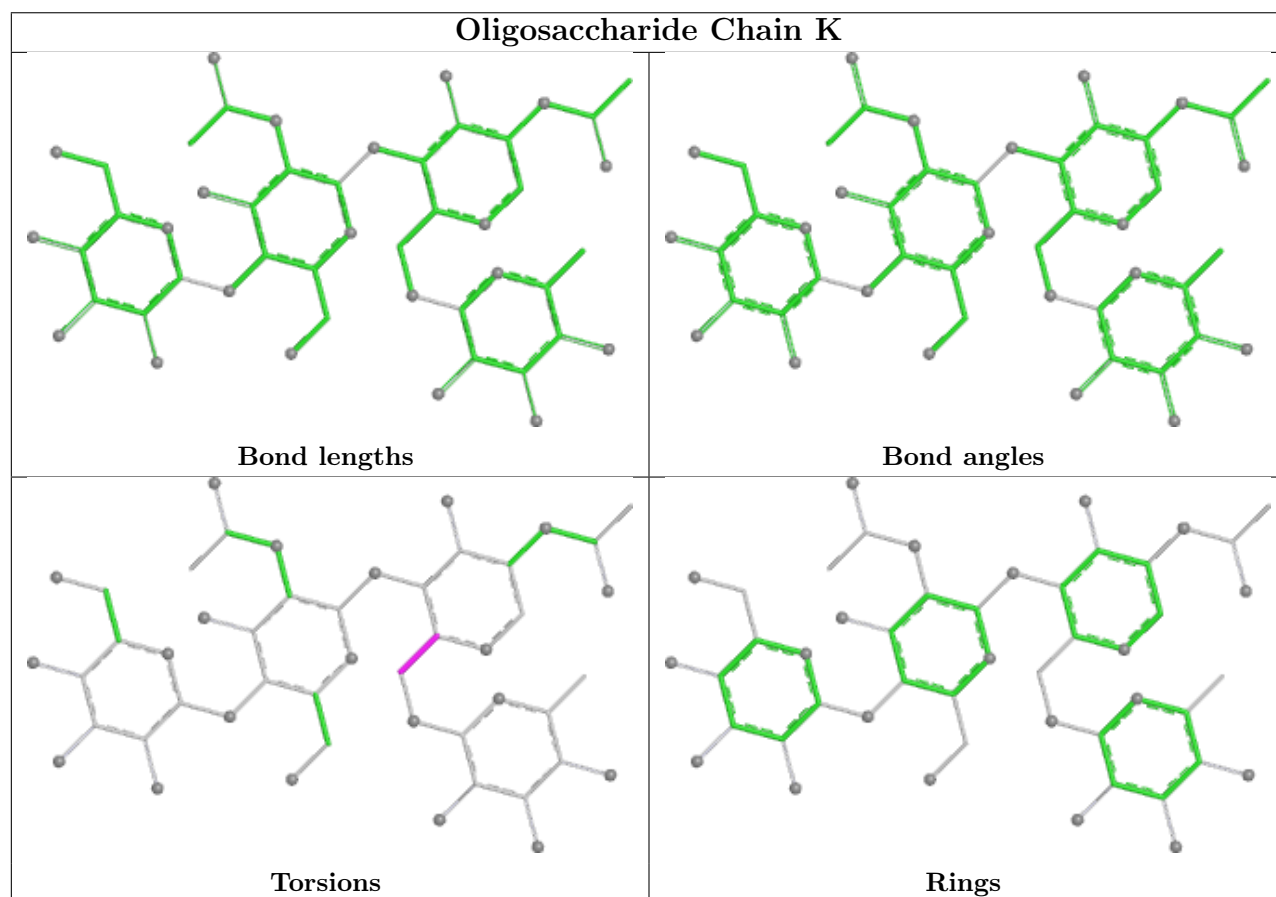 Oligosaccharide Chain K
Bond lengths
Bond angles
Torsions
Rings